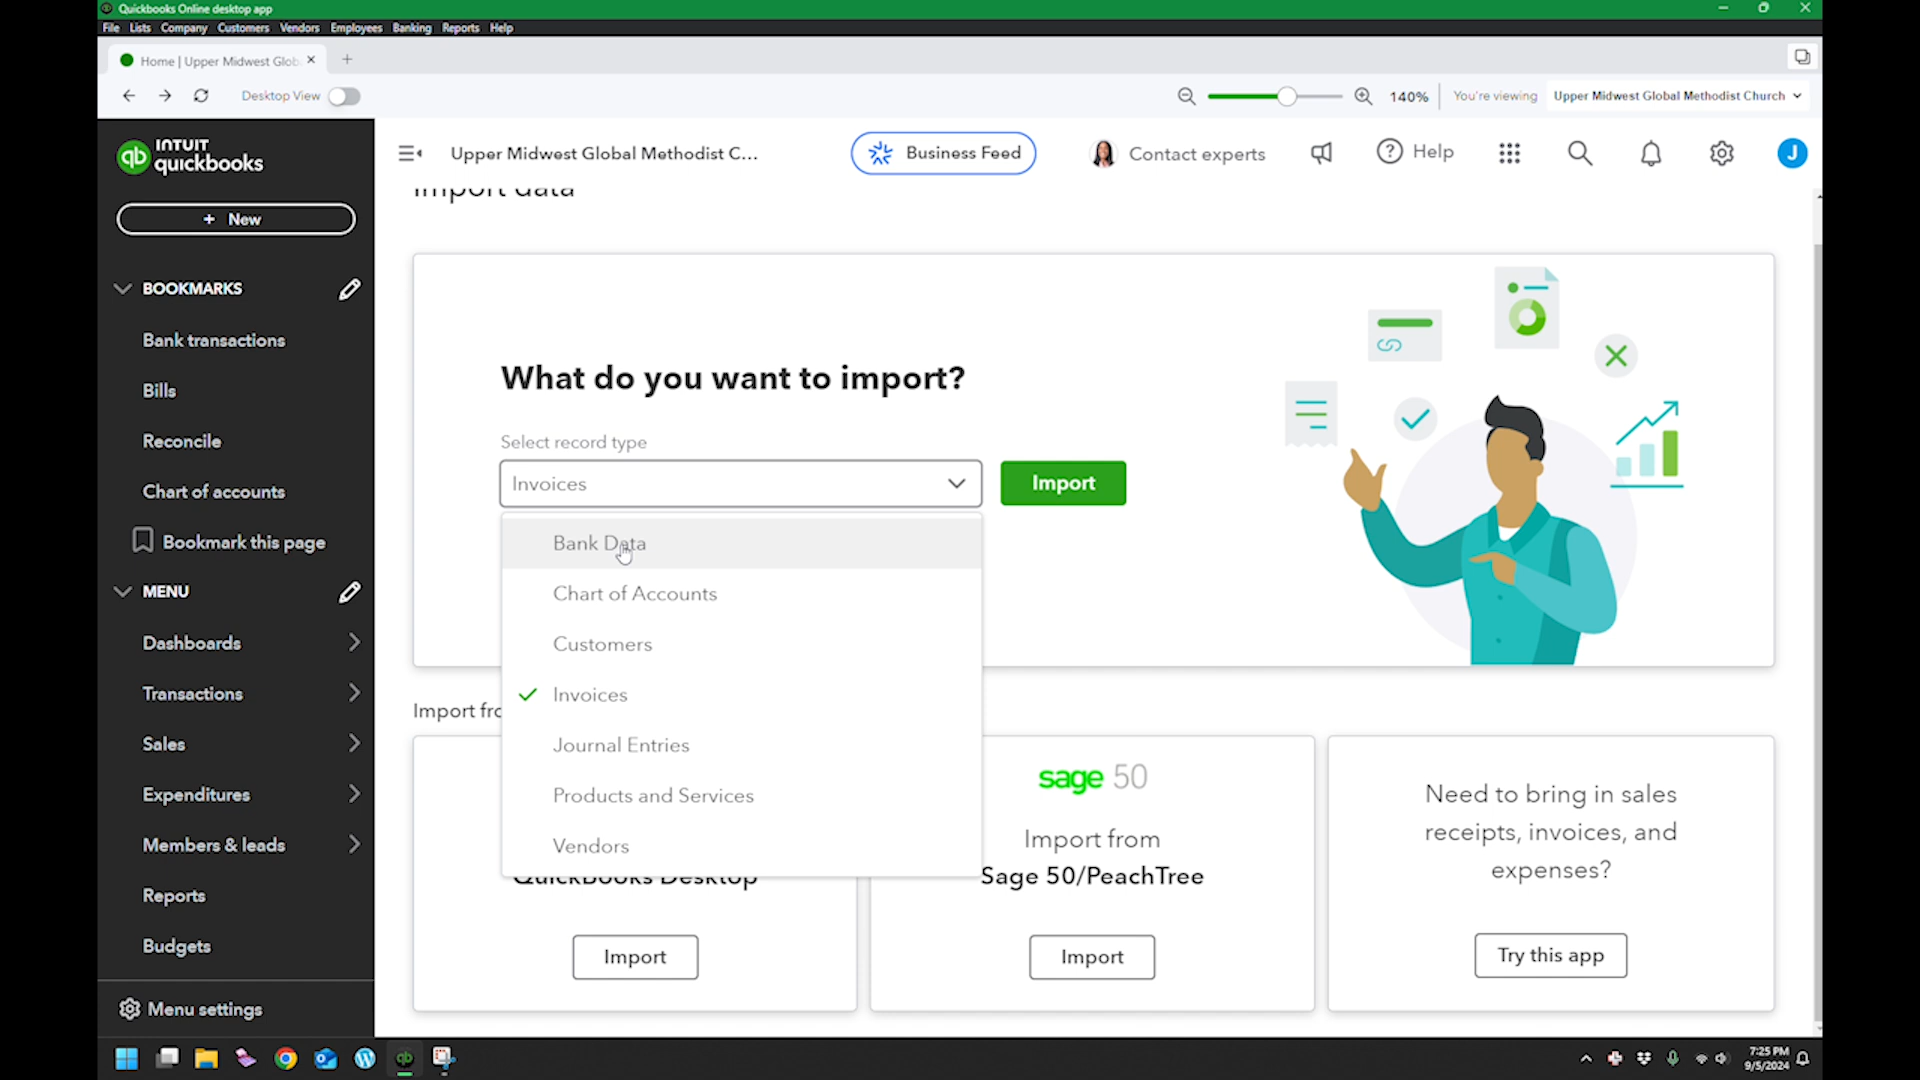 Quickbooks Online desktop app
File Lists Company Customers Vendors Employees Banking Reports Help
Home | Upper Midwest Glob
Desktop View
140%
You're viewing
Upper Midwest Global Methodist Church
INTUIT
quickbooks
Upper Midwest Global Methodist C...
Business Feed
Contact experts
Help
J
+ New
Import data
BOOKMARKS
Bank transactions
Bills
Reconcile
Chart of accounts
Bookmark this page
MENU
Dashboards
Transactions
Sales
Expenditures
Members & leads
Reports
Budgets
Menu settings
What do you want to import?
Select record type
Invoices
Import
Bank Data
Chart of Accounts
Customers
Invoices
Journal Entries
Products and Services
Vendors
Import
QuickBooks Desktop
Import
sage 50
Import from
Sage 50/PeachTree
Import
Need to bring in sales
receipts, invoices, and
expenses?
Try this app
7:25 PM
9/5/2024